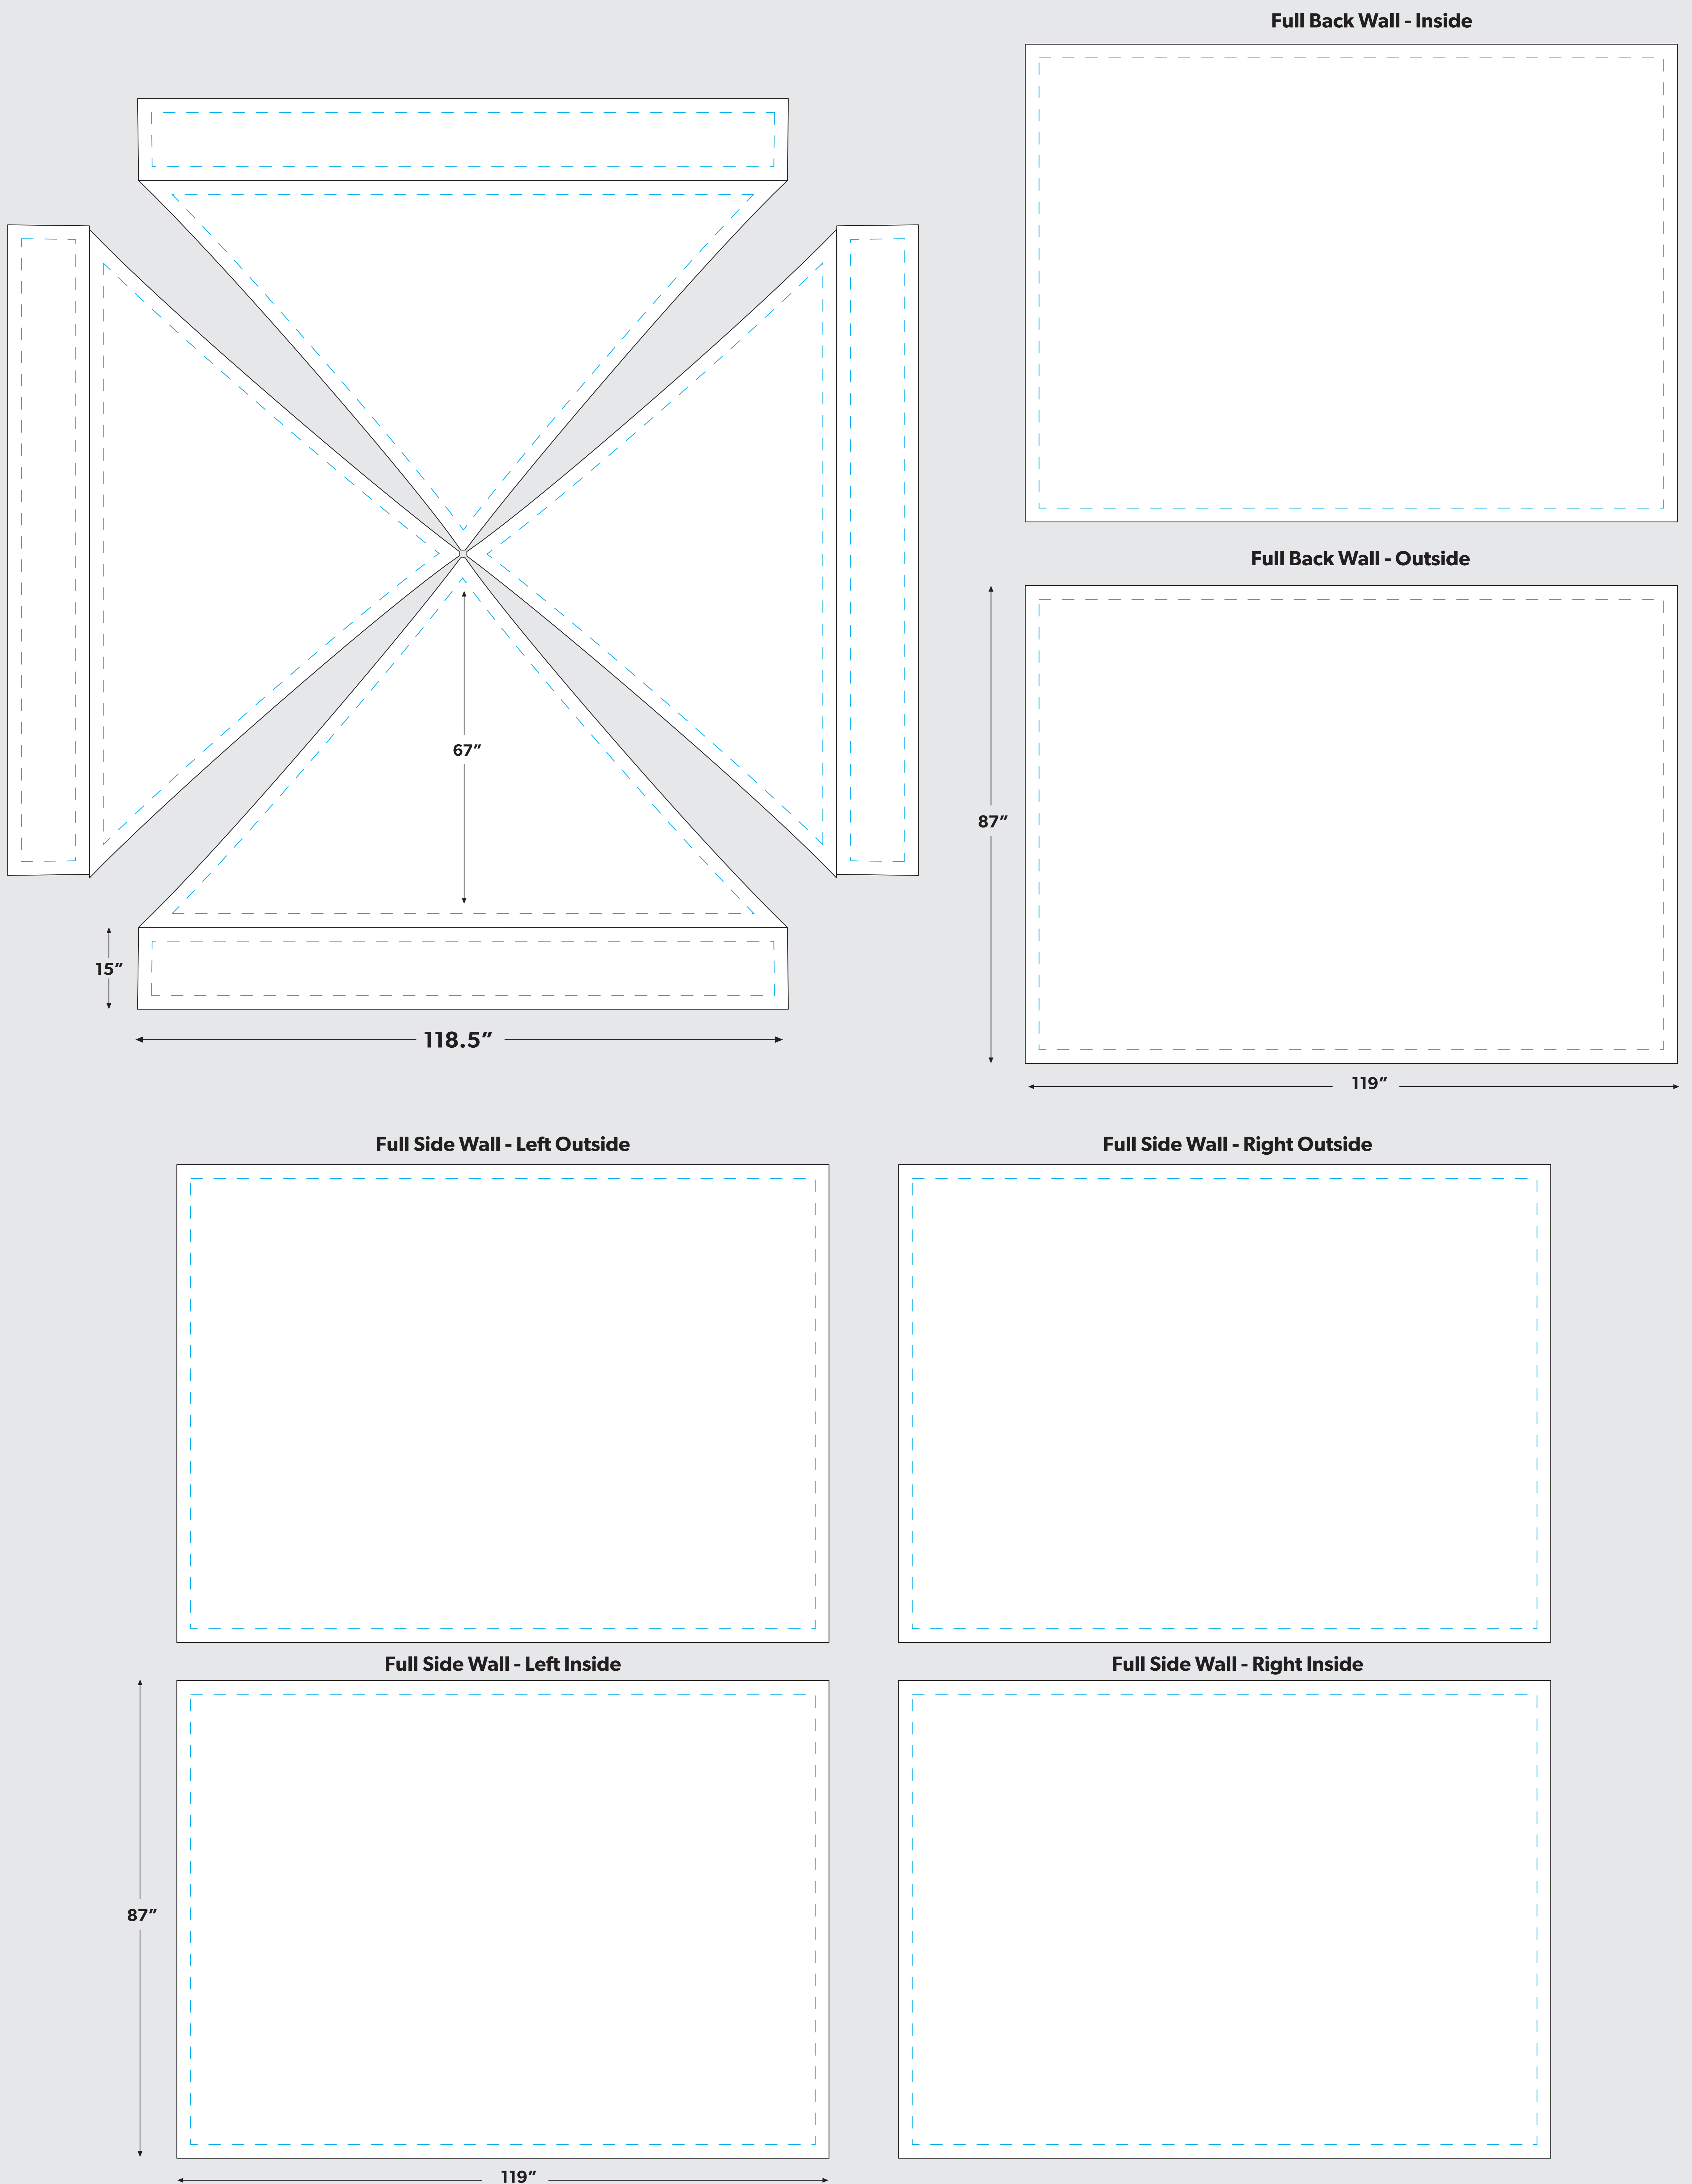 Full Back Wall - Inside
67”
15”
118.5”
Full Back Wall - Outside
87”
119”
Full Side Wall - Left Outside
Full Side Wall - Right Outside
Full Side Wall - Left Inside
Full Side Wall - Right Inside
87”
119”